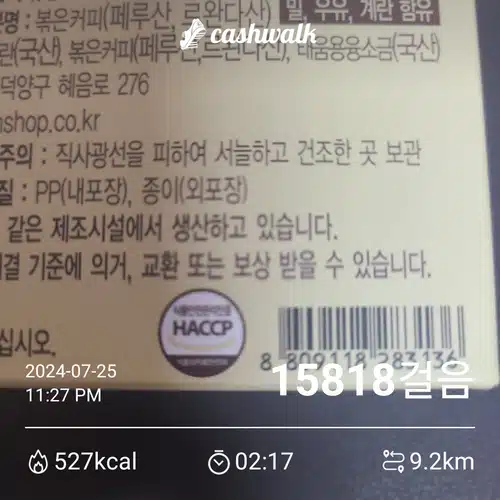 cashwalk
명 : 볶은커피(페루산, 르완다산)
밀, 우유, 계란 함유
란(국산), 볶은커피(페루산,르완다산), 태움용융소금(국산)
덕양구 혜음로 276
nshop.co.kr
주의 : 직사광선을 피하여 서늘하고 건조한 곳 보관
질 : PP(내포장), 종이(외포장)
같은 제조시설에서 생산하고 있습니다.
결 기준에 의거, 교환 또는 보상 받을 수 있습니다.
십시오.
HACCP
8 809118 283136
2024-07-25
11:27 PM
15818걸음
527kcal
02:17
9.2km